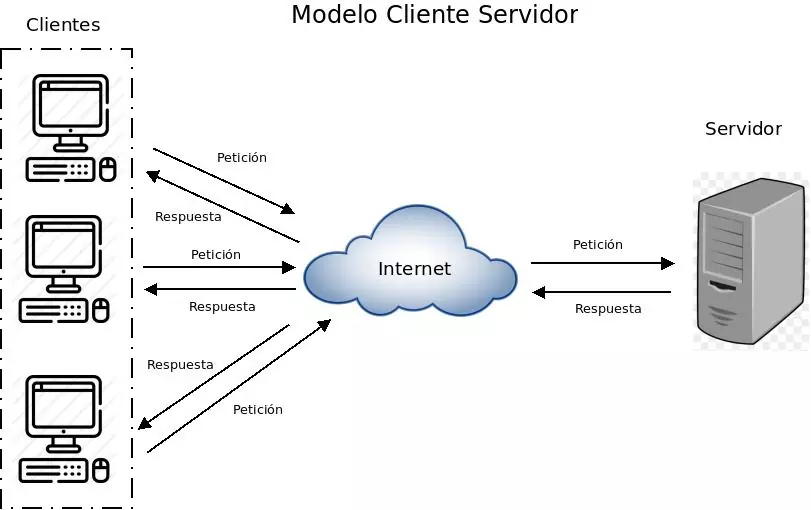 Modelo Cliente Servidor
Clientes
Servidor
Petición
Respuesta
Petición
Respuesta
Internet
Petición
Respuesta
Respuesta
Petición